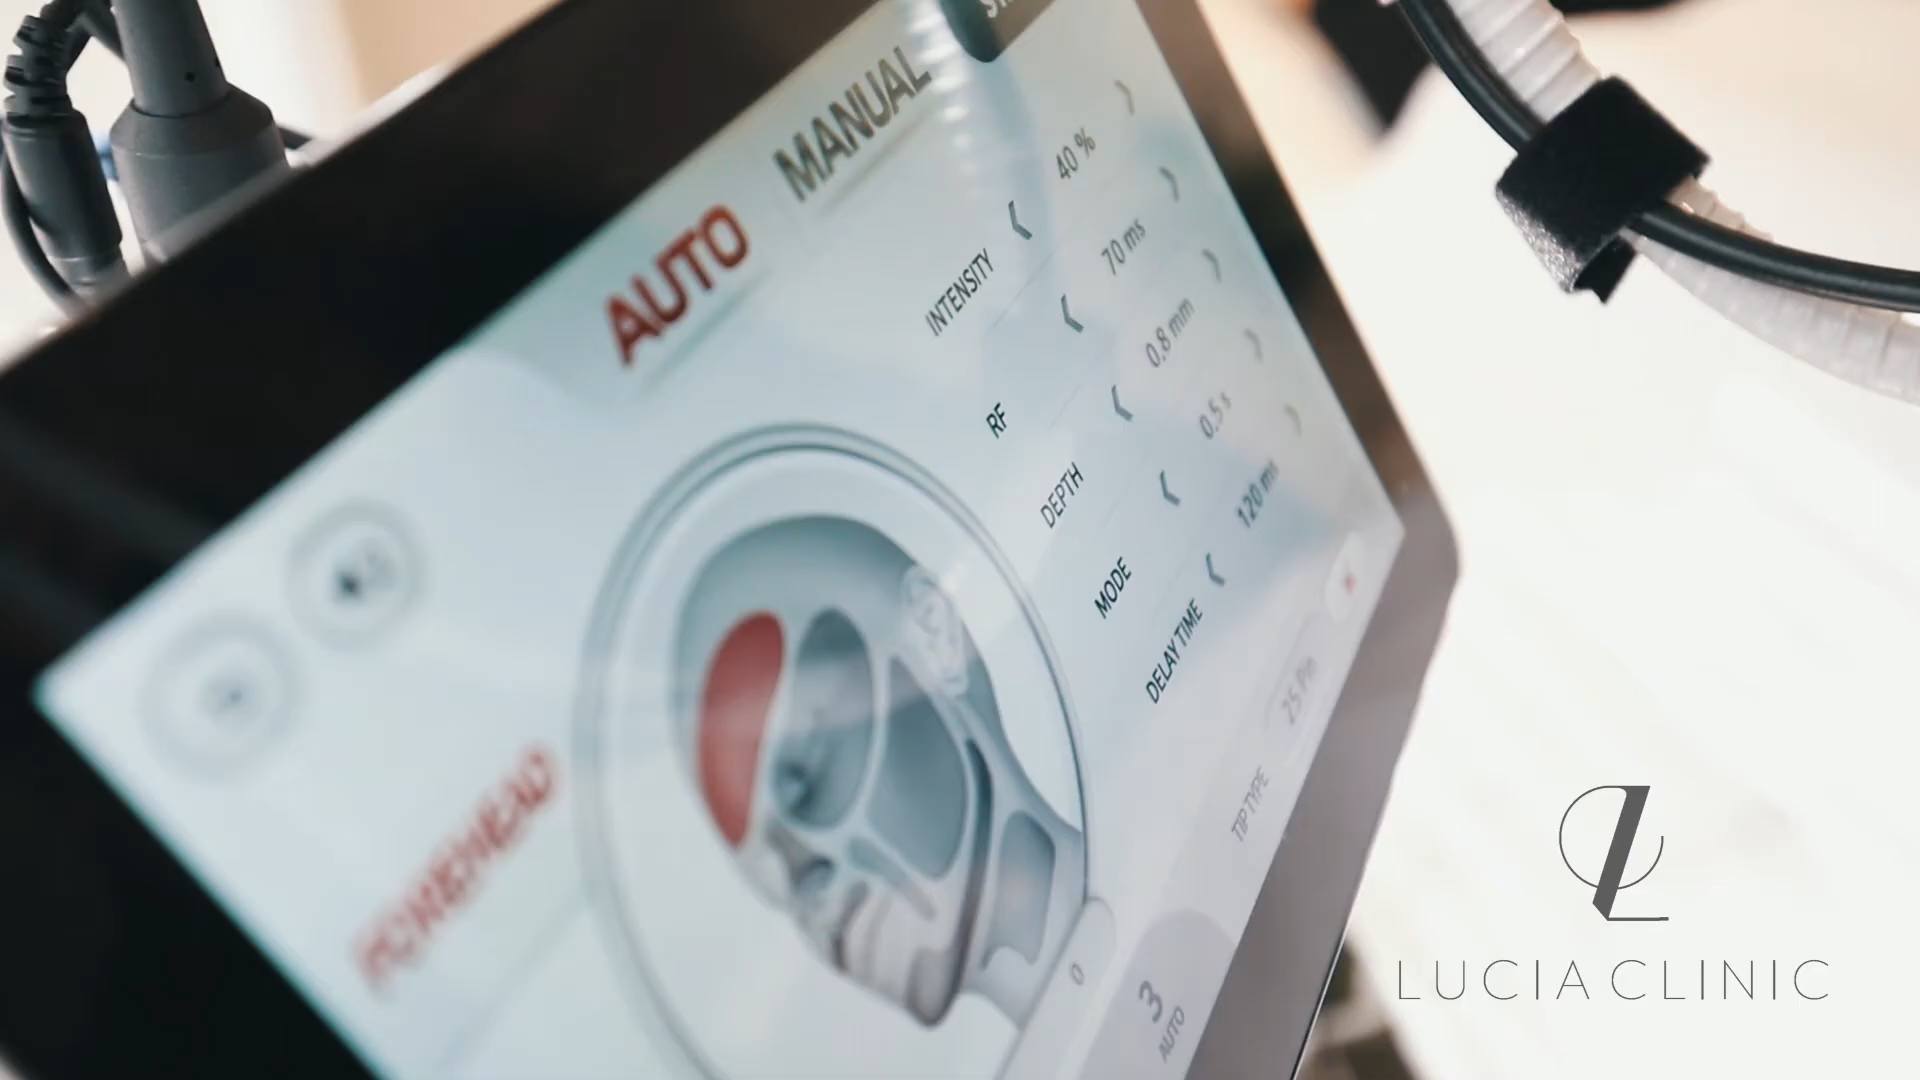 AUTO MANUAL
INTENSITY 40 %
RF 70 ms
DEPTH 0,8 mm
MODE 0,5 s
DELAY TIME 120 ms
TIP TYPE 25 Pin
FOREHEAD
0
3
AUTO
LUCIA CLINIC